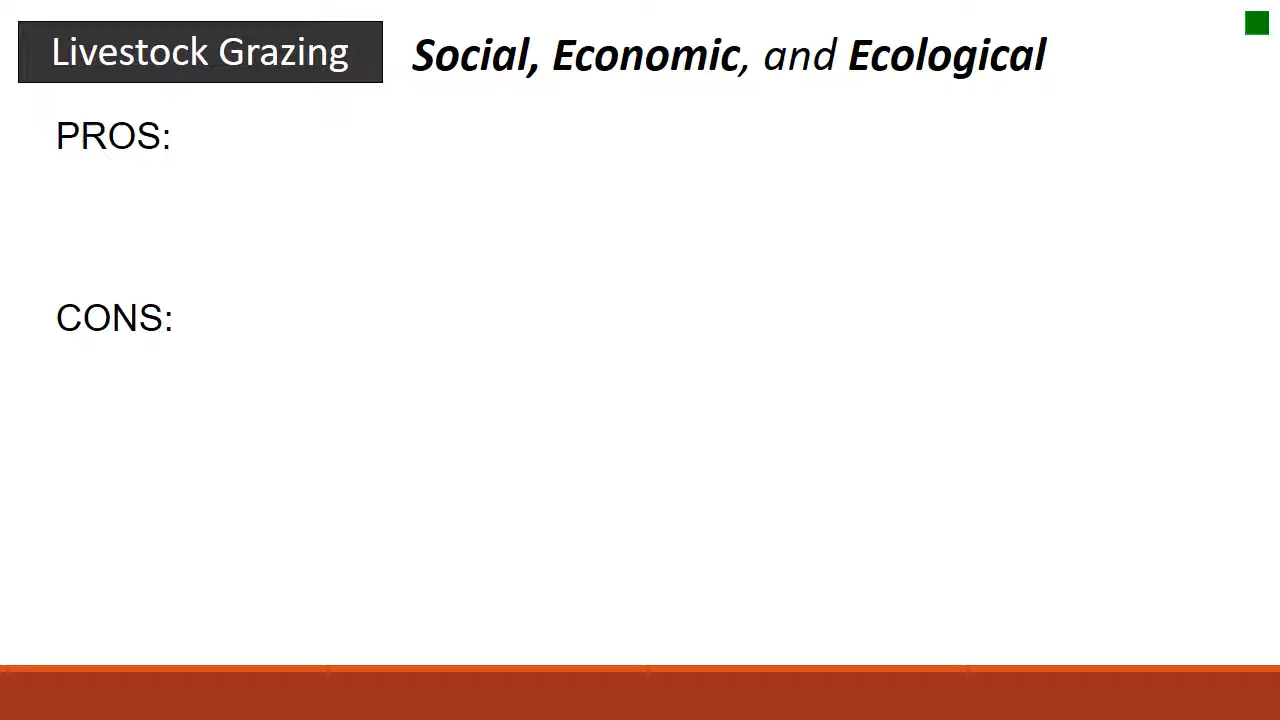 Livestock Grazing
Social, Economic, and Ecological
PROS:
CONS: